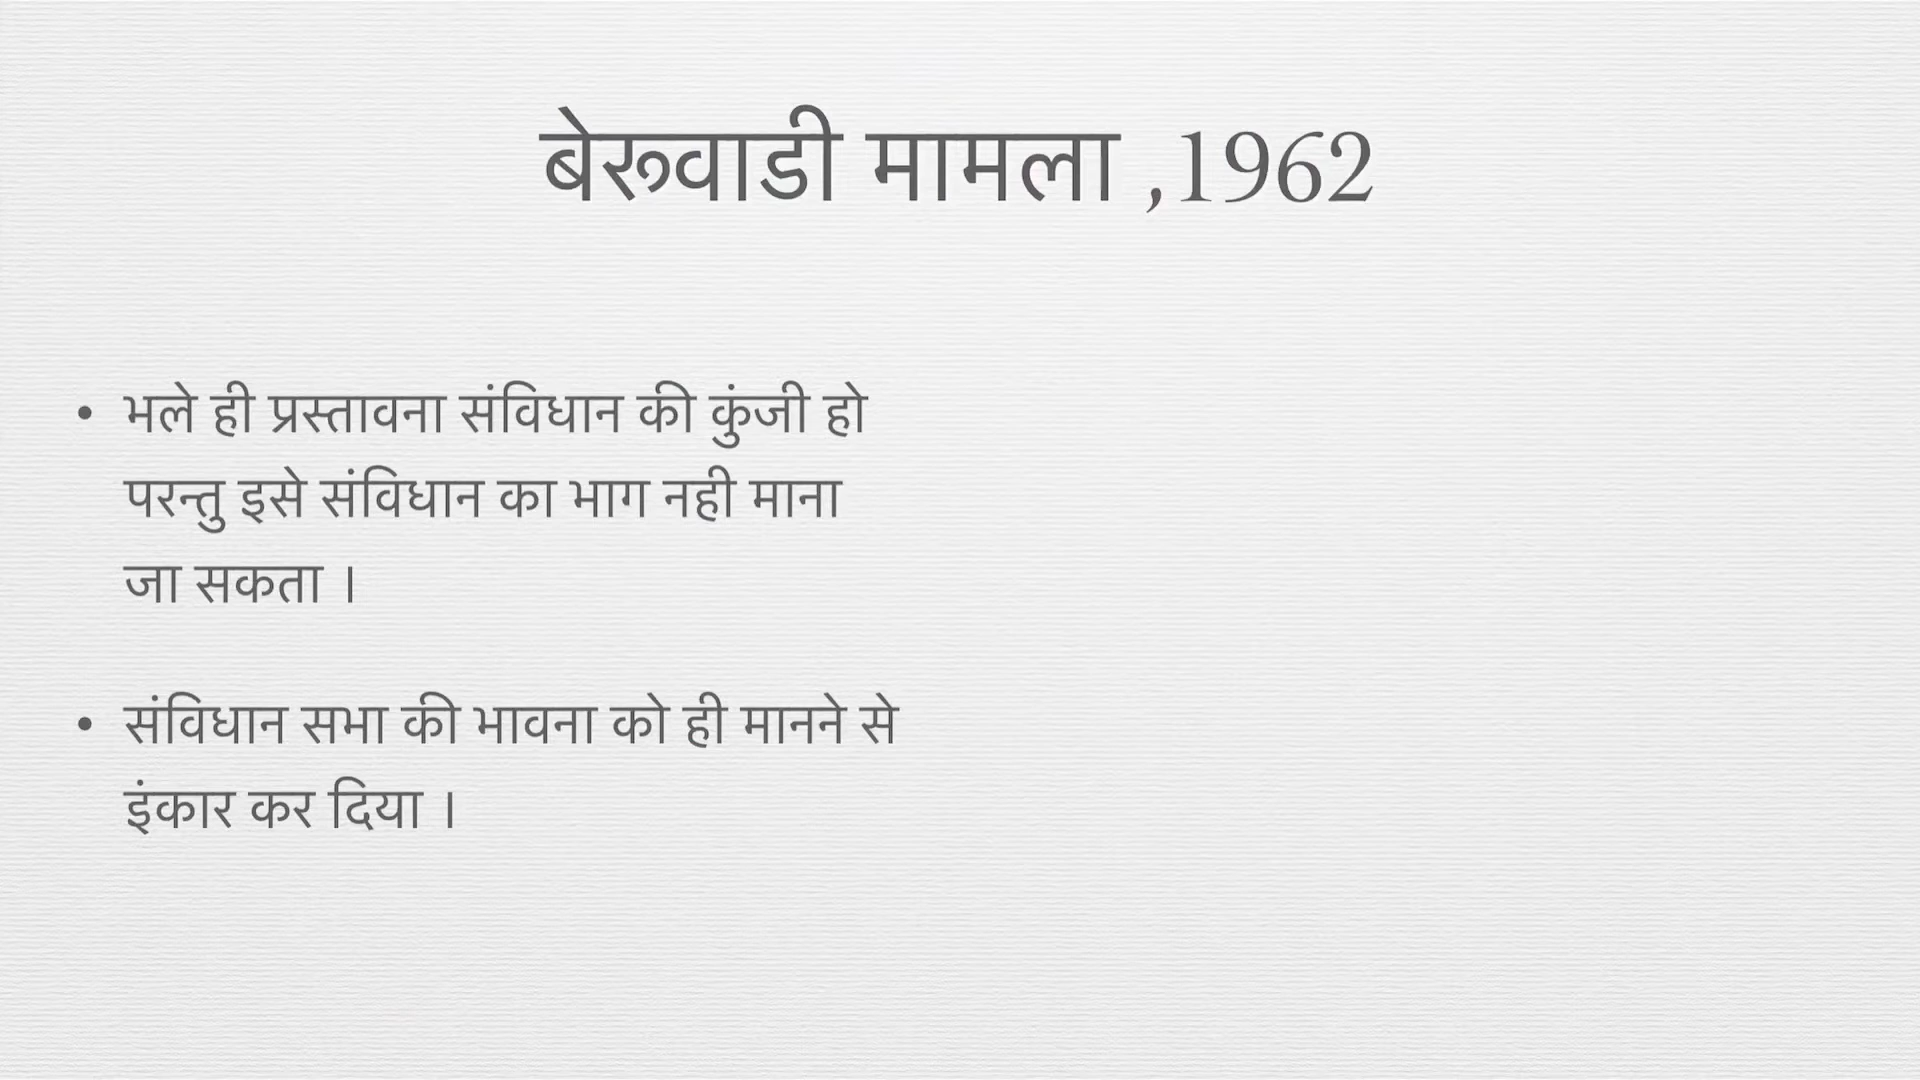 बेरूवाडी मामला ,1962
• भले ही प्रस्तावना संविधान की कुंजी हो
परन्तु इसे संविधान का भाग नही माना
जा सकता ।
• संविधान सभा की भावना को ही मानने से
इंकार कर दिया ।